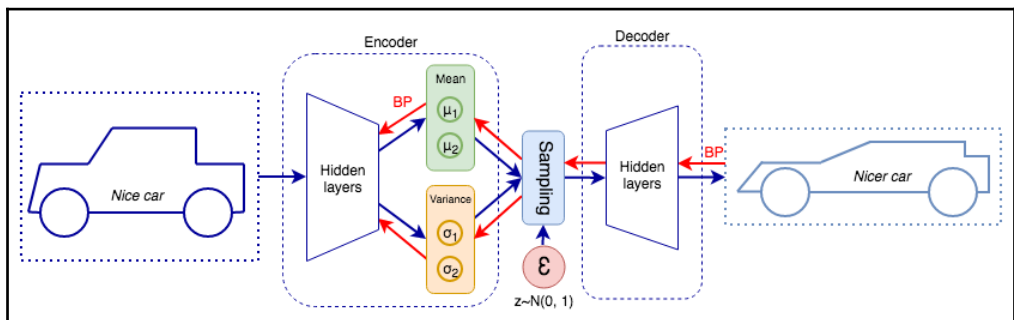 Encoder
Decoder
Mean
BP
μ1
μ2
Nice car
Hidden
layers
Variance
σ1
σ2
Sampling
ε
z~N(0, 1)
Hidden
layers
BP
Nicer car